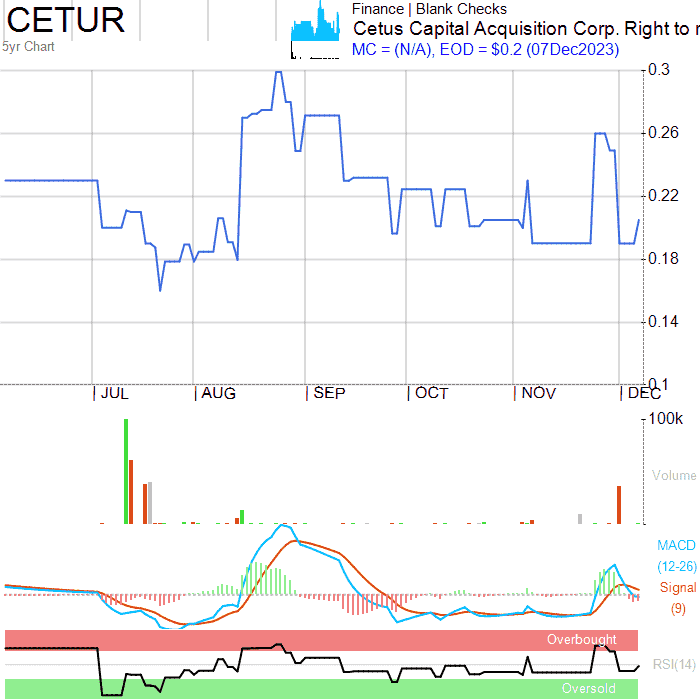 CETUR
5yr Chart
Finance | Blank Checks
Cetus Capital Acquisition Corp. Right to r
MC = (N/A), EOD = $0.2 (07Dec2023)
0.3
0.26
0.22
0.18
0.14
0.1
JUL AUG SEP OCT NOV DEC
100k
Volume
MACD
(12-26)
Signal
(9)
Overbought
RSI(14)
Oversold